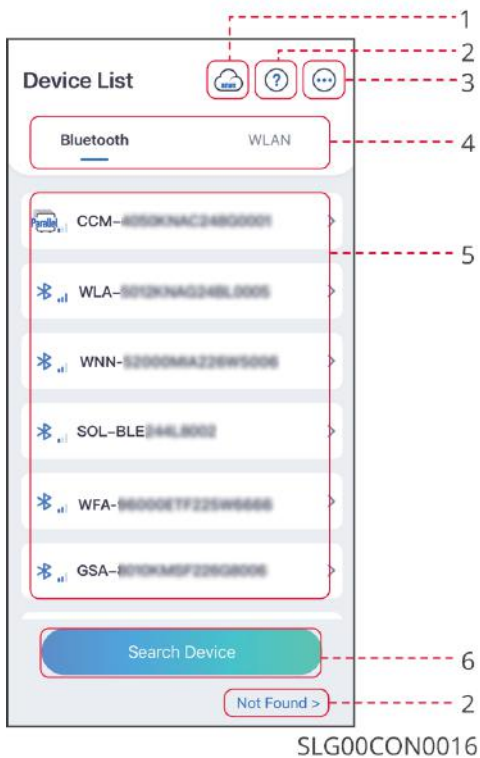 1
2
Device List
3
Bluetooth WLAN
4
Parallel CCM-
5
WLA-
WNN-
SOL-BLE
WFA-
GSA-
Search Device
6
Not Found >
2
SLG00CON0016